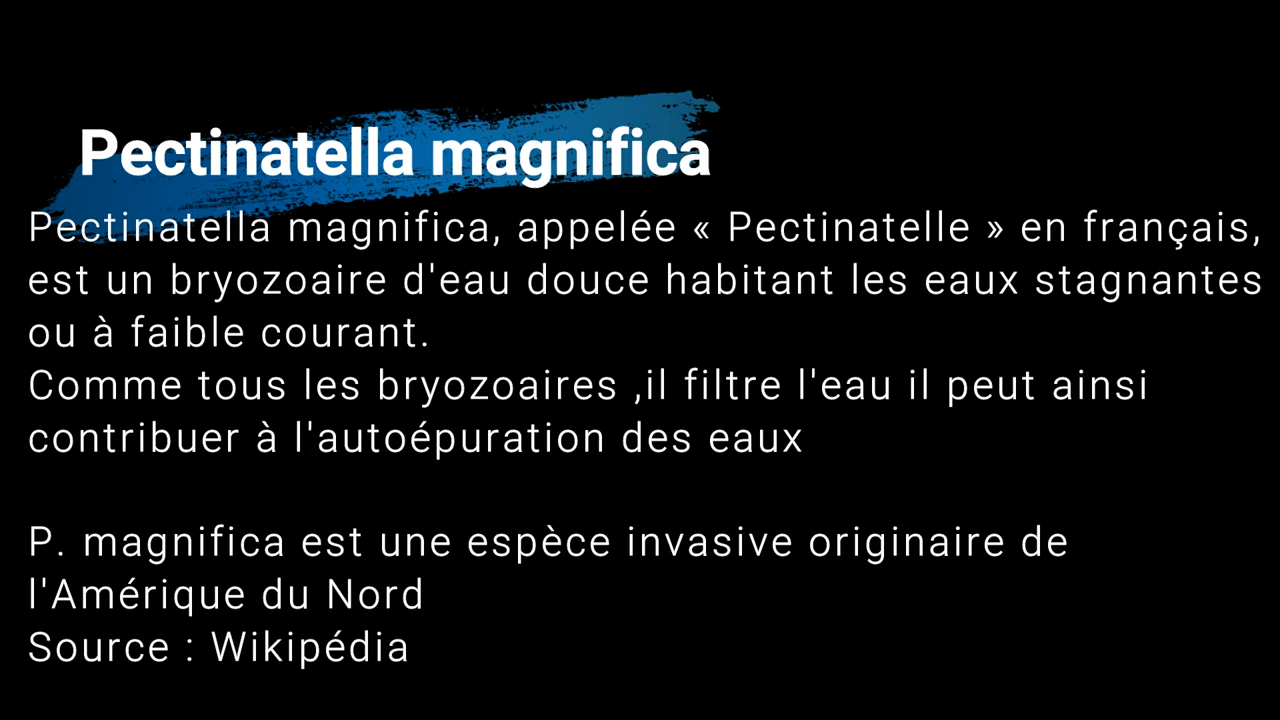 Pectinatella magnifica
Pectinatella magnifica, appelée « Pectinatelle » en français,
est un bryozoaire d'eau douce habitant les eaux stagnantes
ou à faible courant.
Comme tous les bryozoaires ,il filtre l'eau il peut ainsi
contribuer à l'autoépuration des eaux
P. magnifica est une espèce invasive originaire de
l'Amérique du Nord
Source : Wikipédia